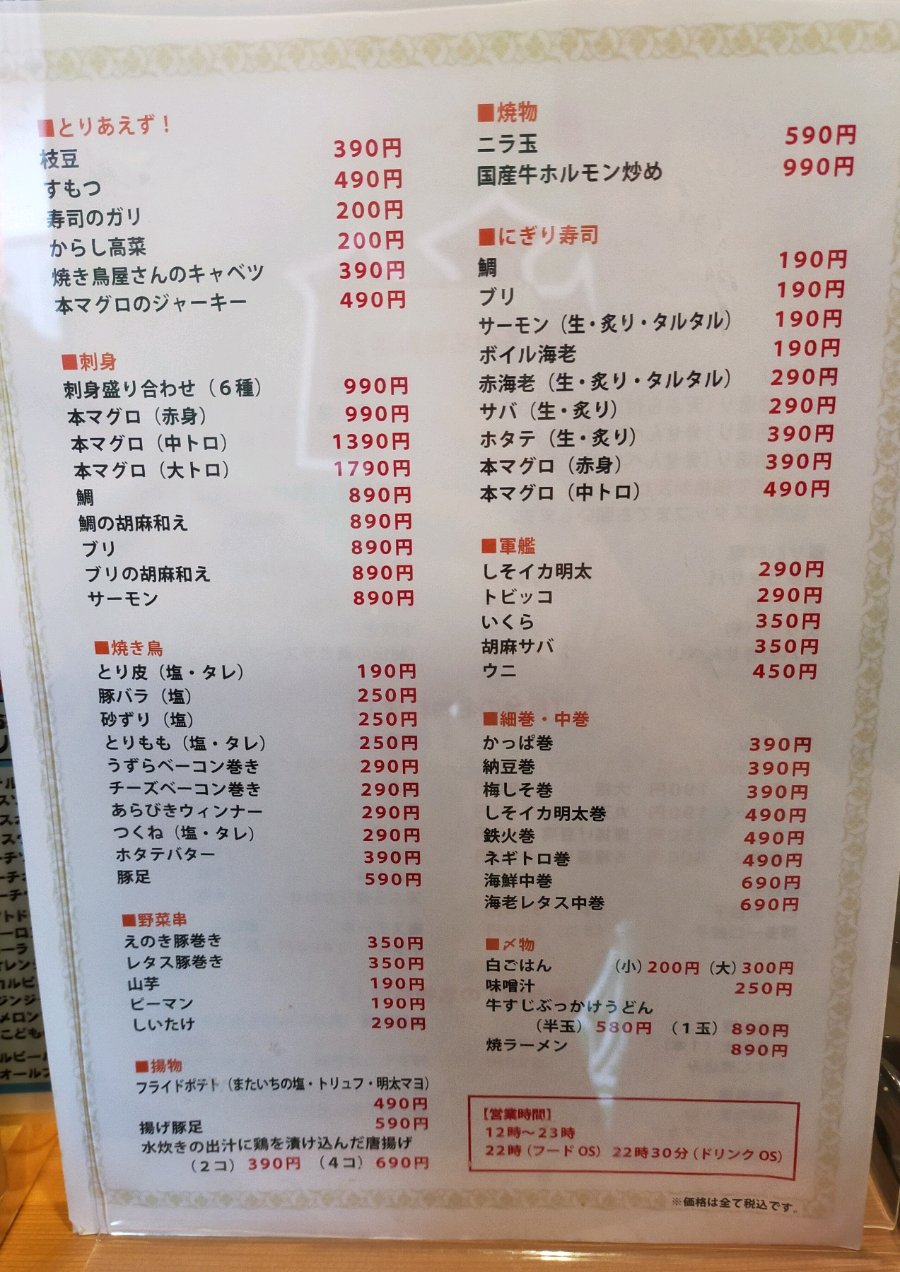 ■とりあえず！
枝豆 390円
すもつ 490円
寿司のガリ 200円
からし高菜 200円
焼き鳥屋さんのキャベツ 390円
本マグロのジャーキー 490円
■刺身
刺身盛り合わせ（６種） 990円
本マグロ（赤身） 990円
本マグロ（中トロ） 1390円
本マグロ（大トロ） 1790円
鯛 890円
鯛の胡麻和え 890円
ブリ 890円
ブリの胡麻和え 890円
サーモン 890円
■焼き鳥
とり皮（塩・タレ） 190円
豚バラ（塩） 250円
砂ずり（塩） 250円
とりもも（塩・タレ） 250円
うずらベーコン巻き 290円
チーズベーコン巻き 290円
あらびきウィンナー 290円
つくね（塩・タレ） 290円
ホタテバター 390円
豚足 590円
■野菜串
えのき豚巻き 350円
レタス豚巻き 350円
山芋 190円
ピーマン 190円
しいたけ 290円
■揚物
フライドポテト（またいちの塩・トリュフ・明太マヨ）
490円
揚げ豚足 590円
水炊きの出汁に鶏を漬け込んだ唐揚げ
（２コ）390円 （４コ）690円
■焼物
ニラ玉 590円
国産牛ホルモン炒め 990円
■にぎり寿司
鯛 190円
ブリ 190円
サーモン（生・炙り・タルタル） 190円
ボイル海老 190円
赤海老（生・炙り・タルタル） 290円
サバ（生・炙り） 290円
ホタテ（生・炙り） 390円
本マグロ（赤身） 390円
本マグロ（中トロ） 490円
■軍艦
しそイカ明太 290円
トビッコ 290円
いくら 350円
胡麻サバ 350円
ウニ 450円
■細巻・中巻
かっぱ巻 390円
納豆巻 390円
梅しそ巻 390円
しそイカ明太巻 490円
鉄火巻 490円
ネギトロ巻 490円
海鮮中巻 690円
海老レタス中巻 690円
■〆物
白ごはん （小）200円（大）300円
味噌汁 250円
牛すじぶっかけうどん
（半玉）580円 （１玉）890円
焼ラーメン 890円
【営業時間】
12時～23時
22時（フードOS） 22時30分（ドリンクOS）
※価格は全て税込です。